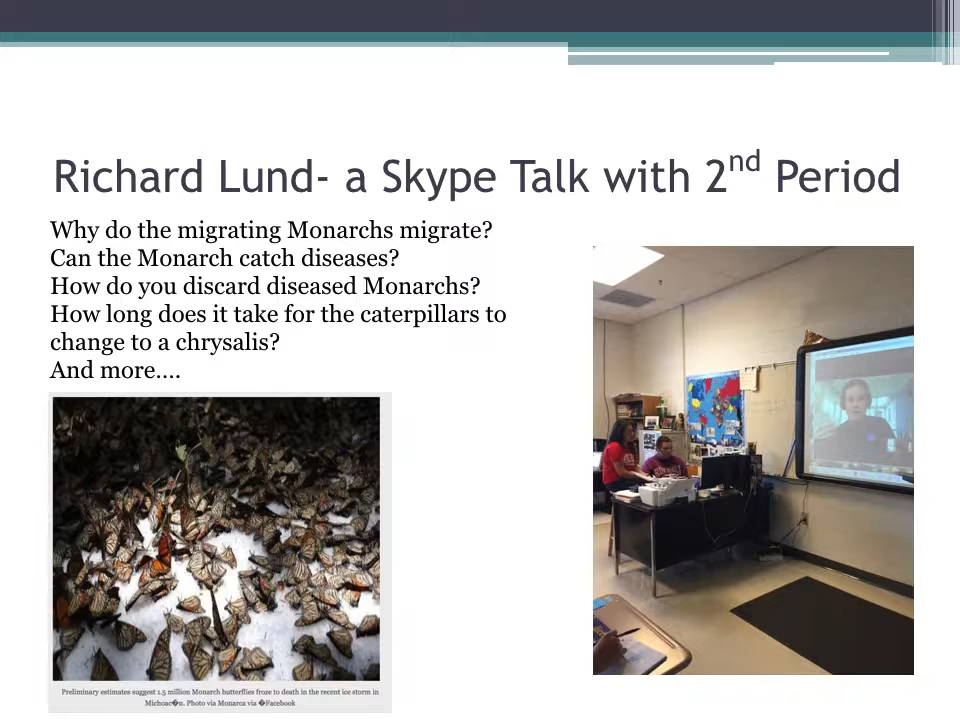 Richard Lund- a Skype Talk with 2nd Period
Why do the migrating Monarchs migrate?
Can the Monarch catch diseases?
How do you discard diseased Monarchs?
How long does it take for the caterpillars to
change to a chrysalis?
And more....
Preliminary estimates suggest 1.5 million Monarch butterflies froze to death in the recent ice storm in
Michoac�n. Photo via Monarca via �Facebook